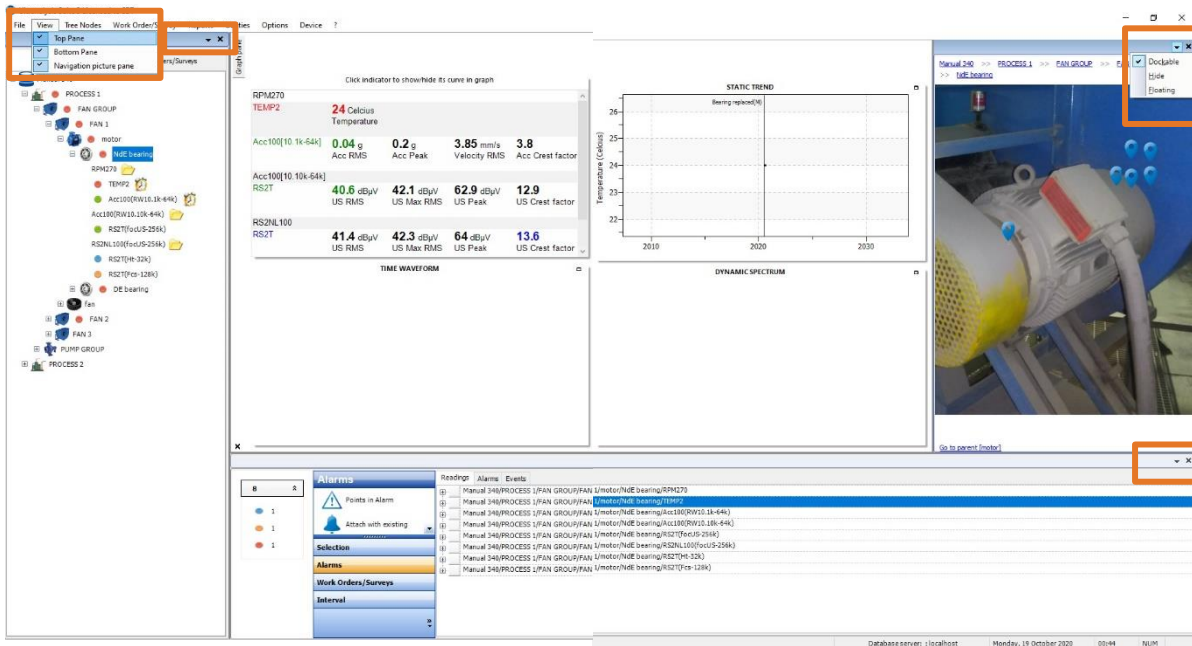 File View Tree Nodes Work Order/S Options Device ?
Top Pane
Bottom Pane
Navigation picture pane
ers/Surveys
PROCESS 1
FAN GROUP
FAN 1
motor
NdE bearing
RPM270
TEMP2
Acc100(RW10.1k-64k)
Acc100(RW10.10k-64k)
RS2T(focUS-256k)
RS2NL100(focUS-256k)
RS2T(Ht-32k)
RS2T(Fcs-128k)
DE bearing
fan
FAN 2
FAN 3
PUMP GROUP
PROCESS 2
Graph pane
Click indicator to show/hide its curve in graph
RPM270
TEMP2 24 Celcius
Temperature
Acc100[10.1k-64k] 0.04 g 0.2 g 3.85 mm/s 3.8
Acc RMS Acc Peak Velocity RMS Acc Crest factor
Acc100[10.10k-64k]
RS2T 40.6 dBµV 42.1 dBµV 62.9 dBµV 12.9
US RMS US Max RMS US Peak US Crest factor
RS2NL100
RS2T 41.4 dBµV 42.3 dBµV 64 dBµV 13.6
US RMS US Max RMS US Peak US Crest factor
TIME WAVEFORM
STATIC TREND
Bearing replaced(M)
Temperature (Celcius)
26
25
24
23
22
2010 2020 2030
DYNAMIC SPECTRUM
Manual 340 >> PROCESS 1 >> FAN GROUP >>
>> NdE bearing
Dockable
Hide
Floating
Go to parent [motor]
8
1
1
1
Alarms
Points in Alarm
Attach with existing
Selection
Alarms
Work Orders/Surveys
Interval
Readings Alarms Events
Manual 340/PROCESS 1/FAN GROUP/FAN 1/motor/NdE bearing/RPM270
Manual 340/PROCESS 1/FAN GROUP/FAN 1/motor/NdE bearing/TEMP2
Manual 340/PROCESS 1/FAN GROUP/FAN 1/motor/NdE bearing/Acc100(RW10.1k-64k)
Manual 340/PROCESS 1/FAN GROUP/FAN 1/motor/NdE bearing/Acc100(RW10.10k-64k)
Manual 340/PROCESS 1/FAN GROUP/FAN 1/motor/NdE bearing/RS2T(focUS-256k)
Manual 340/PROCESS 1/FAN GROUP/FAN 1/motor/NdE bearing/RS2NL100(focUS-256k)
Manual 340/PROCESS 1/FAN GROUP/FAN 1/motor/NdE bearing/RS2T(Ht-32k)
Manual 340/PROCESS 1/FAN GROUP/FAN 1/motor/NdE bearing/RS2T(Fcs-128k)
Database server: : localhost Monday, 19 October 2020 00:44 NUM